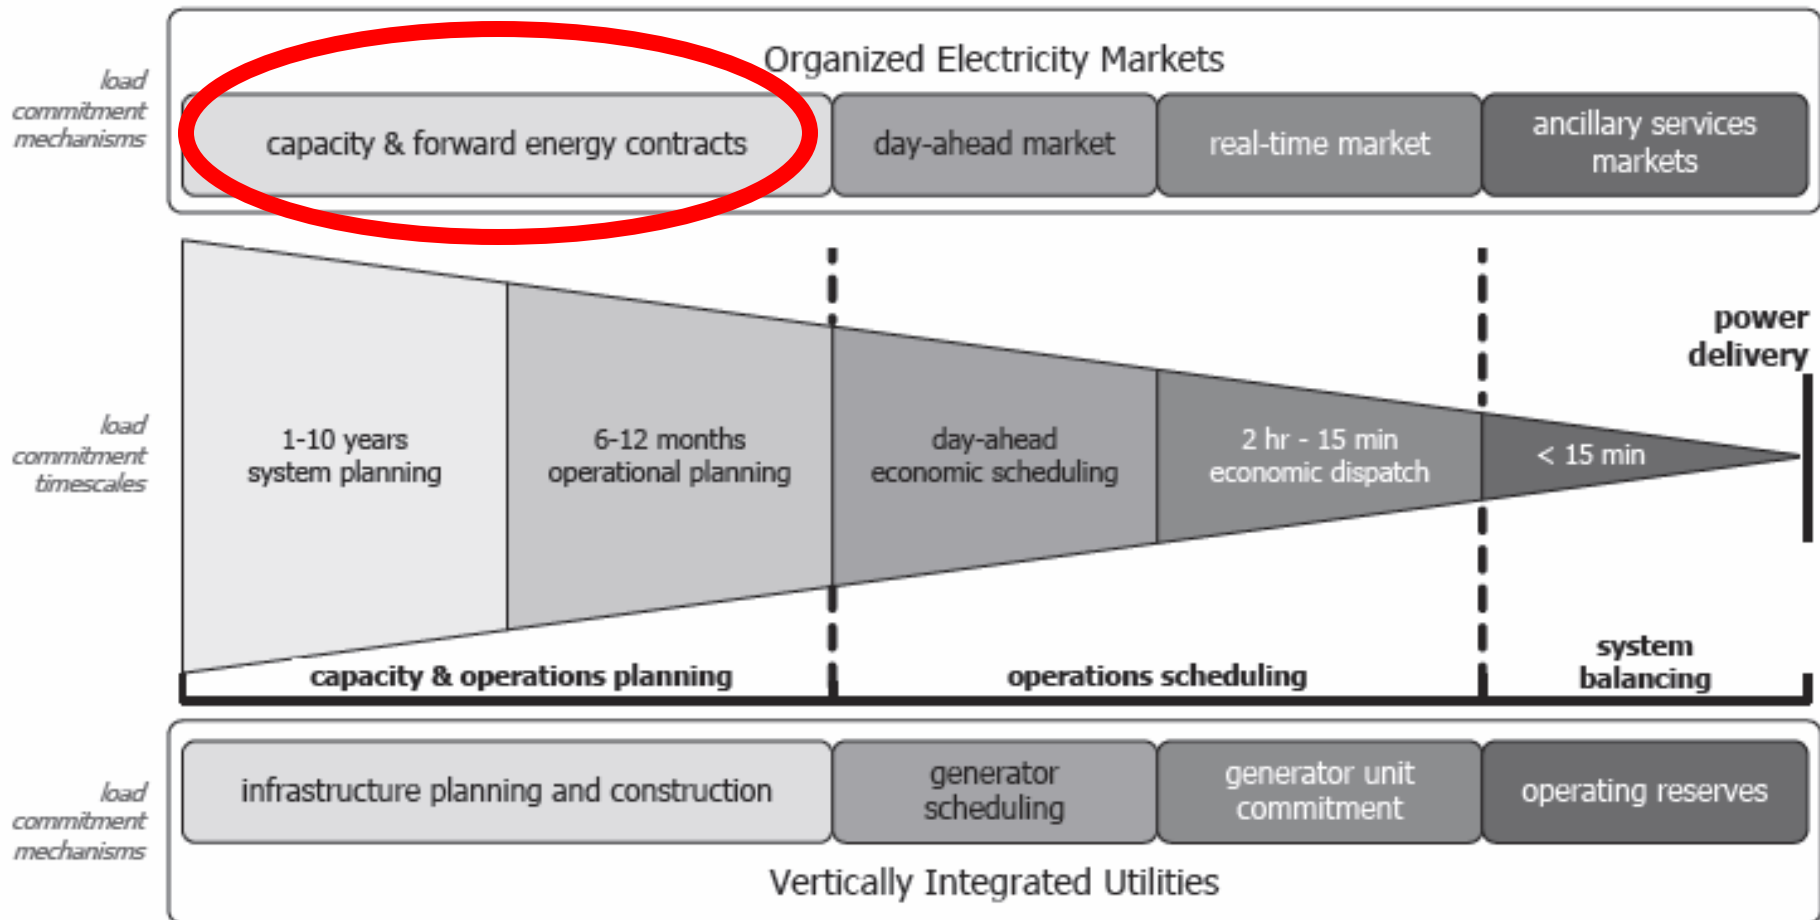 Organized Electricity Markets
load
commitment
mechanisms
capacity & forward energy contracts
day-ahead market
real-time market
ancillary services
markets
power
delivery
load
commitment
timescales
1-10 years
system planning
6-12 months
operational planning
day-ahead
economic scheduling
2 hr - 15 min
economic dispatch
< 15 min
capacity & operations planning
operations scheduling
system
balancing
load
commitment
mechanisms
infrastructure planning and construction
generator
scheduling
generator unit
commitment
operating reserves
Vertically Integrated Utilities